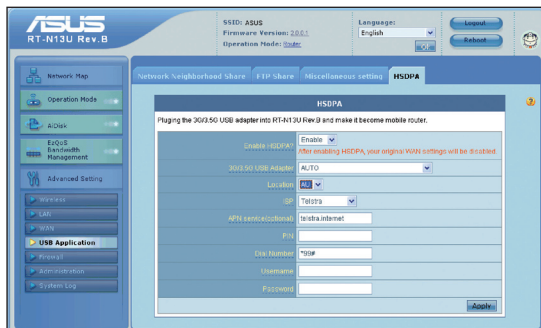 ASUS
RT-N13U Rev.B
SSID: ASUS
Firmware Version: 2.0.0.1
Operation Mode: Router
Language:
English
Logout
Reboot
Network Map
Operation Mode
AiDisk
EzQoS
Bandwidth
Management
Advanced Setting
Wireless
LAN
WAN
USB Application
Firewall
Administration
System Log
Network Neighborhood Share FTP Share Miscellaneous setting HSDPA
HSDPA
Pluging the 3G/3.5G USB adapter into RT-N13U Rev.B and make it become mobile router.
Enable HSDPA? Enable
After enabling HSDPA, your original WAN settings will be disabled.
3G/3.5G USB Adapter AUTO
Location AU
ISP Telstra
APN service(optional) telstra.internet
PIN
Dial Number *99#
Username
Password
Apply